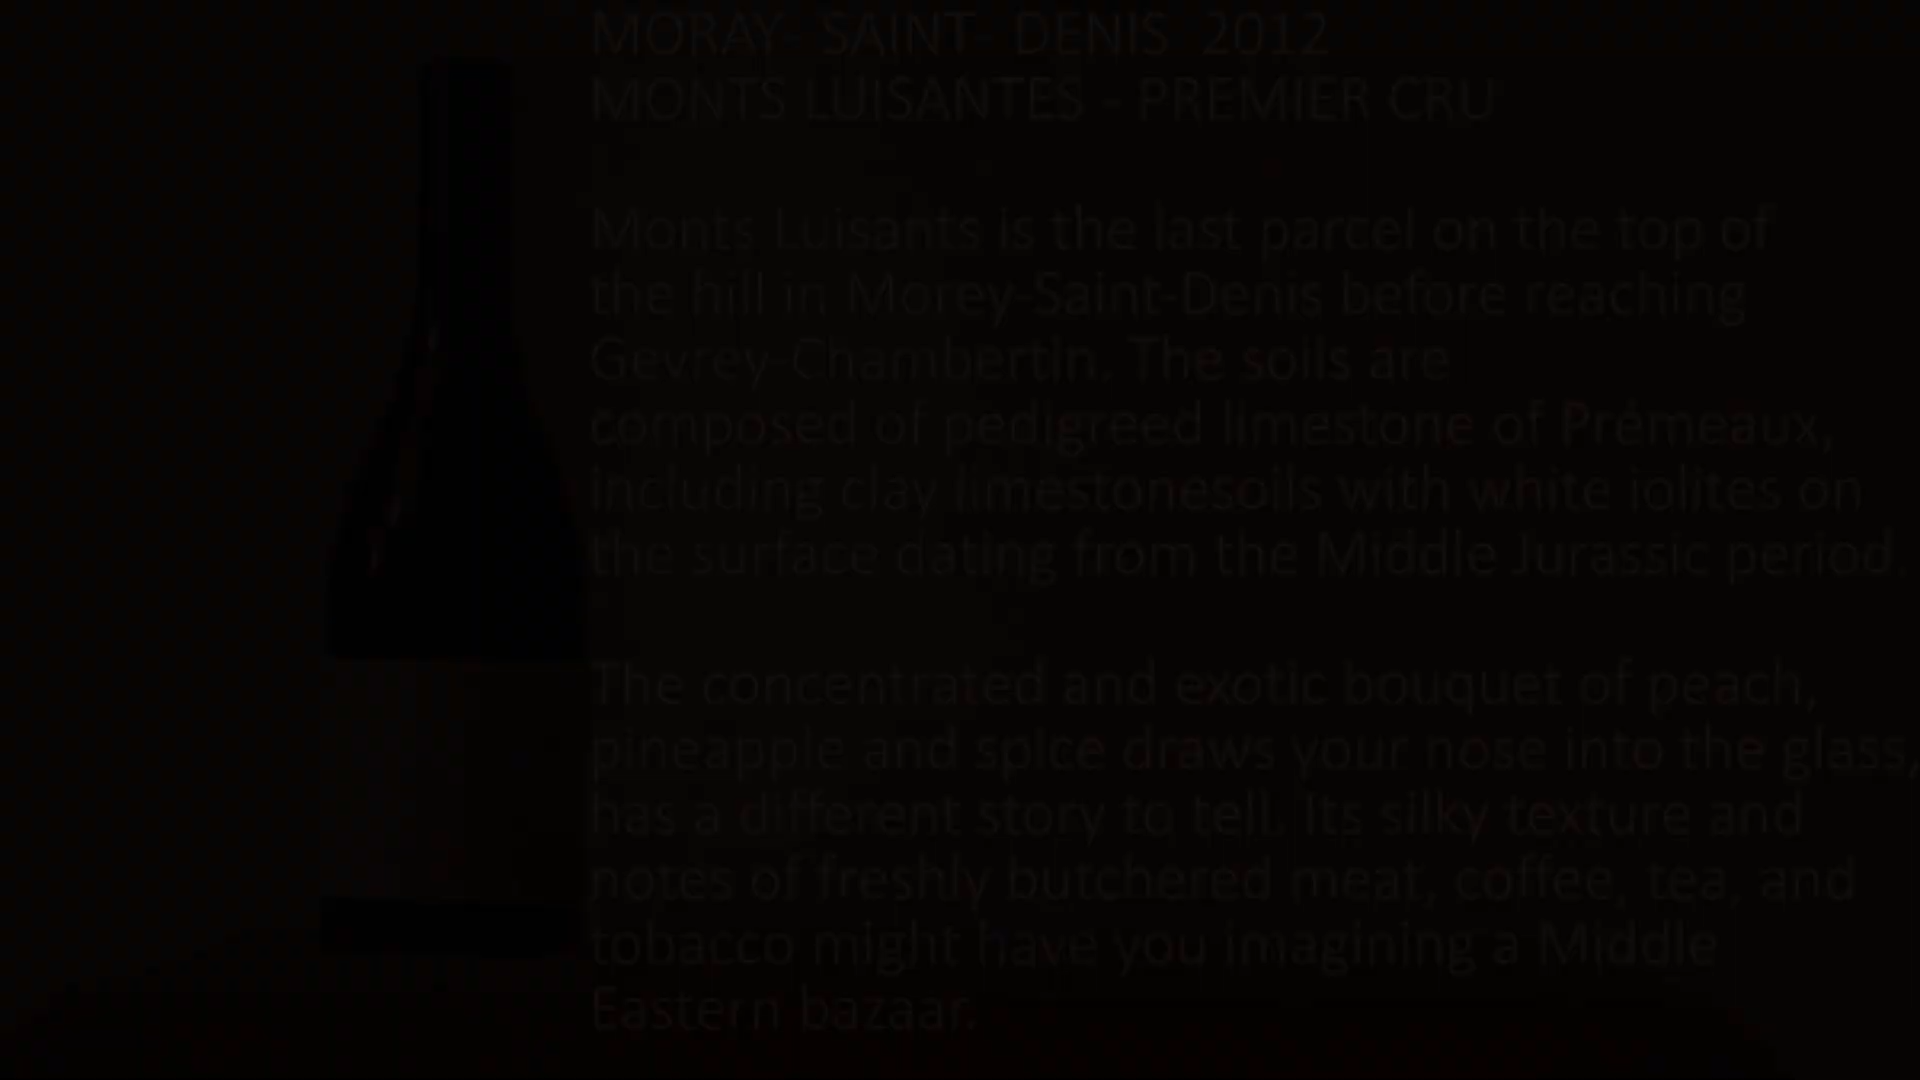 MORAY- SAINT- DENIS 2012
MONTS LUISANTES - PREMIER CRU
Monts Luisants is the last parcel on the top of
the hill in Morey-Saint-Denis before reaching
Gevrey-Chambertin. The soils are
composed of pedigreed limestone of Prémeaux,
including clay limestonesoils with white iolites on
the surface dating from the Middle Jurassic period.
The concentrated and exotic bouquet of peach,
pineapple and spice draws your nose into the glass,
has a different story to tell. Its silky texture and
notes of freshly butchered meat, coffee, tea, and
tobacco might have you imagining a Middle
Eastern bazaar.